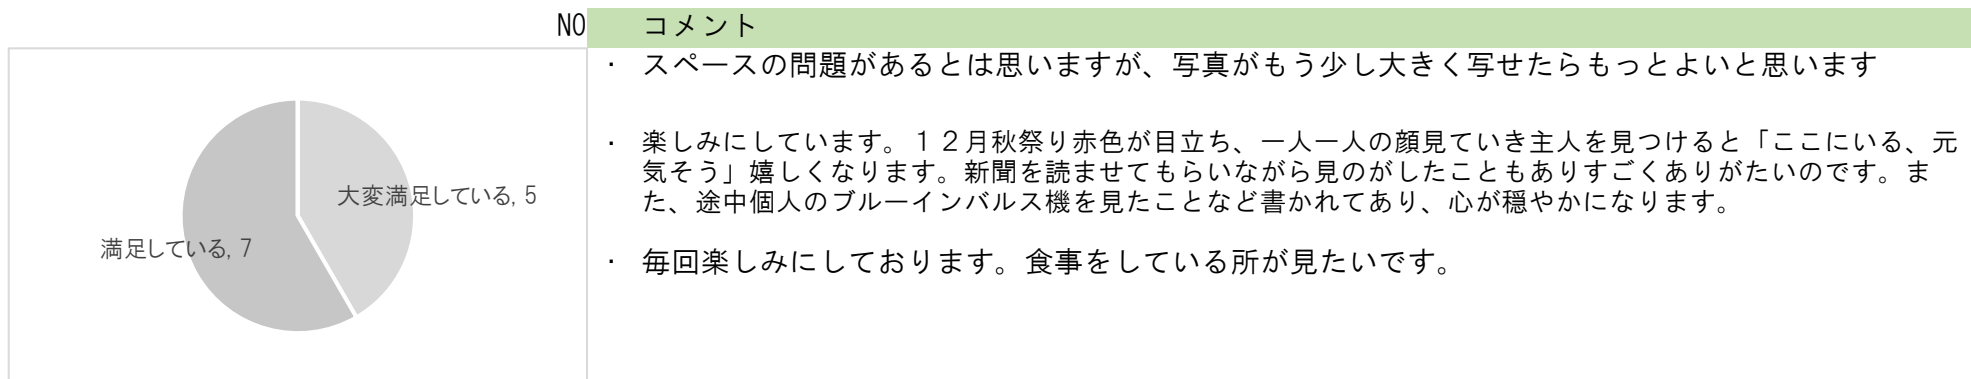 NO コメント
・ スペースの問題があるとは思いますが、写真がもう少し大きく写せたらもっとよいと思います
・ 楽しみにしています。１２月秋祭り赤色が目立ち、一人一人の顔見ていき主人を見つけると「ここにいる、元
気そう」嬉しくなります。新聞を読ませてもらいながら見のがしたこともありすごくありがたいのです。ま
た、途中個人のブルーインバルス機を見たことなど書かれてあり、心が穏やかになります。
・ 毎回楽しみにしております。食事をしている所が見たいです。
大変満足している, 5
満足している, 7